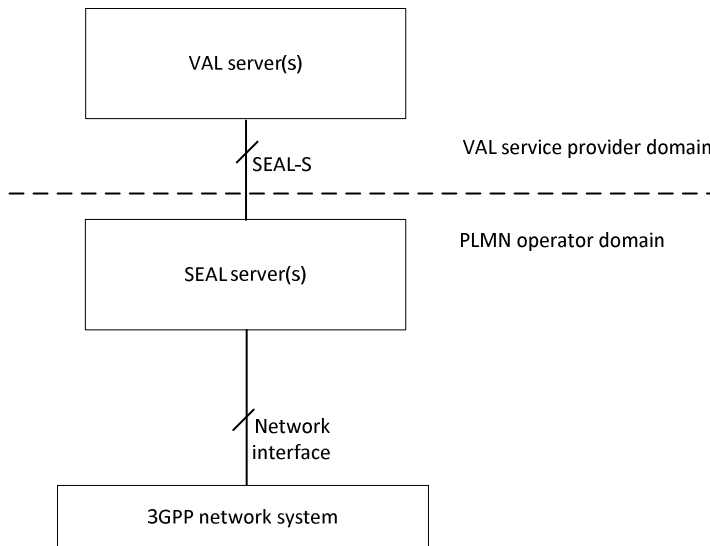 VAL server(s)
VAL service provider domain
SEAL-S
PLMN operator domain
SEAL server(s)
Network
interface
3GPP network system